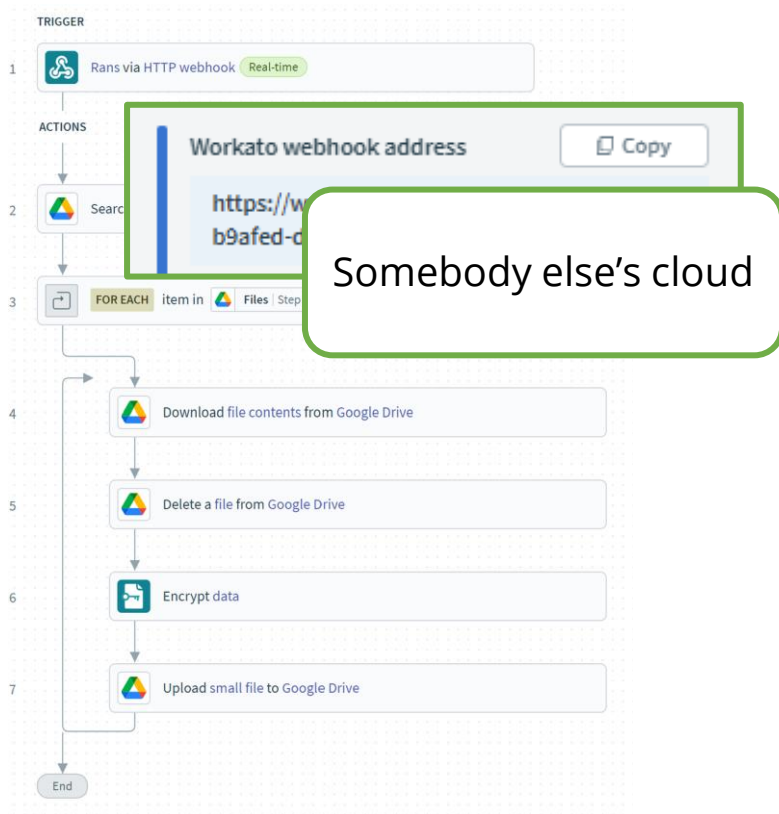 TRIGGER
1 Rans via HTTP webhook Real-time
ACTIONS
Workato webhook address Copy
https://w
b9afed-d
Somebody else's cloud
2 Searc
3 FOR EACH item in Files Step
4 Download file contents from Google Drive
5 Delete a file from Google Drive
6 Encrypt data
7 Upload small file to Google Drive
End